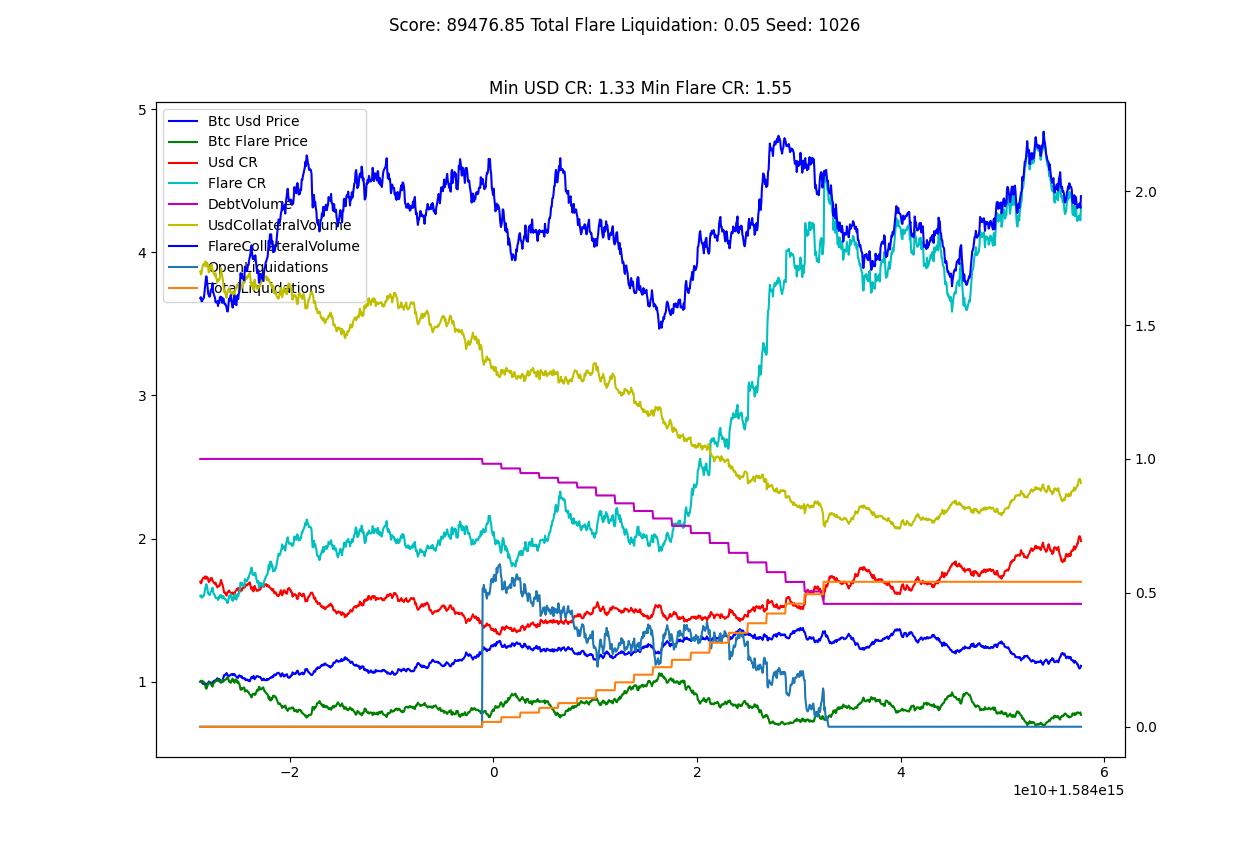 Score: 89476.85 Total Flare Liquidation: 0.05 Seed: 1026
Min USD CR: 1.33 Min Flare CR: 1.55
Btc Usd Price
Btc Flare Price
Usd CR
Flare CR
DebtVolume
UsdCollateralVolume
FlareCollateralVolume
OpenLiquidations
TotalLiquidations
5
4
3
2
1
2.0
1.5
1.0
0.5
0.0
−2
0
2
4
6
1e10+1.584e15